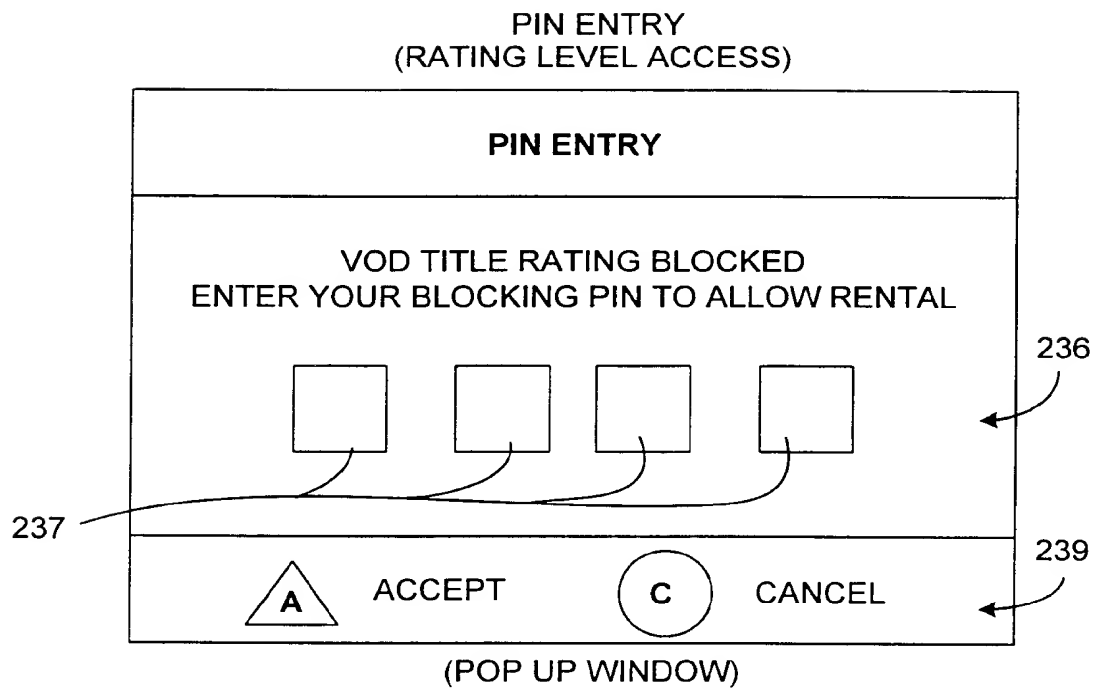 PIN ENTRY
(RATING LEVEL ACCESS)
PIN ENTRY
VOD TITLE RATING BLOCKED
ENTER YOUR BLOCKING PIN TO ALLOW RENTAL
236
237
239
A ACCEPT C CANCEL
(POP UP WINDOW)